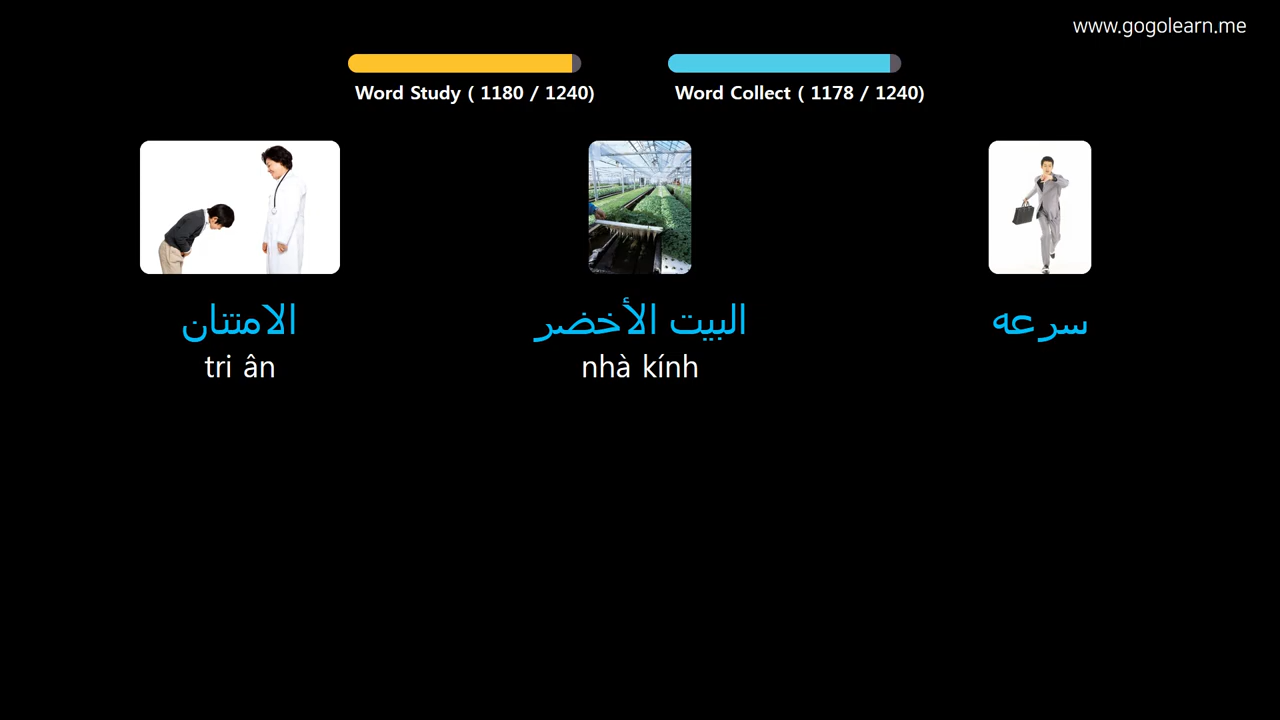 www.gogolearn.me
Word Study ( 1180 / 1240)
Word Collect ( 1178 / 1240)
الامتنان
tri ân
البيت الأخضر
nhà kính
سرعه